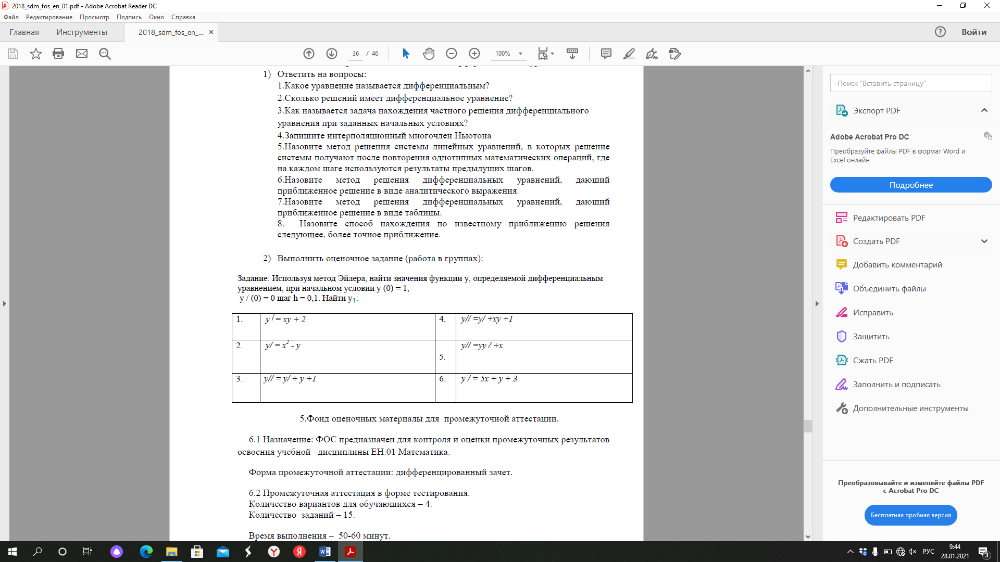 2018_sdm_fos_en_01.pdf - Adobe Acrobat Reader DC
Файл Редактирование Просмотр Подпись Окно Справка
Главная Инструменты 2018_sdm_fos_en_... × ? Войти
36 / 46 100%
1) Ответить на вопросы:
1.Какое уравнение называется дифференциальным?
2.Сколько решений имеет дифференциальное уравнение?
3.Как называется задача нахождения частного решения дифференциального
уравнения при заданных начальных условиях?
4.Запишите интерполяционный многочлен Ньютона
5.Назовите метод решения системы линейных уравнений, в которых решение
системы получают после повторения однотипных математических операций, где
на каждом шаге используются результаты предыдущих шагов.
6.Назовите метод решения дифференциальных уравнений, дающий
приближенное решение в виде аналитического выражения.
7.Назовите метод решения дифференциальных уравнений, дающий
приближенное решение в виде таблицы.
8. Назовите способ нахождения по известному приближению решения
следующее, более точное приближение.
2) Выполнить оценочное задание (работа в группах):
Задание: Используя метод Эйлера, найти значения функции y, определяемой дифференциальным
уравнением, при начальном условии y (0) = 1;
y / (0) = 0 шаг h = 0,1. Найти y₁:
1. y / = xy + 2 4. y// =y/ +xy +1
2. y/ = x² - y 5. y// =yy / +x
3. y// = y/ + y +1 6. y / = 5x + y + 3
5.Фонд оценочных материалы для промежуточной аттестации.
6.1 Назначение: ФОС предназначен для контроля и оценки промежуточных результатов
освоения учебной дисциплины ЕН.01 Математика.
Форма промежуточной аттестации: дифференцированный зачет.
6.2 Промежуточная аттестация в форме тестирования.
Количество вариантов для обучающихся – 4.
Количество заданий – 15.
Время выполнения – 50-60 минут.
Поиск "Вставить страницу"
Экспорт PDF
Adobe Acrobat Pro DC
Преобразуйте файлы PDF в формат Word и
Excel онлайн
Подробнее
Редактировать PDF
Создать PDF
Добавить комментарий
Объединить файлы
Исправить
Защитить
Сжать PDF
Заполнить и подписать
Дополнительные инструменты
Преобразовывайте и изменяйте файлы PDF
с Acrobat Pro DC
Бесплатная пробная версия
РУС 9:44
28.01.2021 3